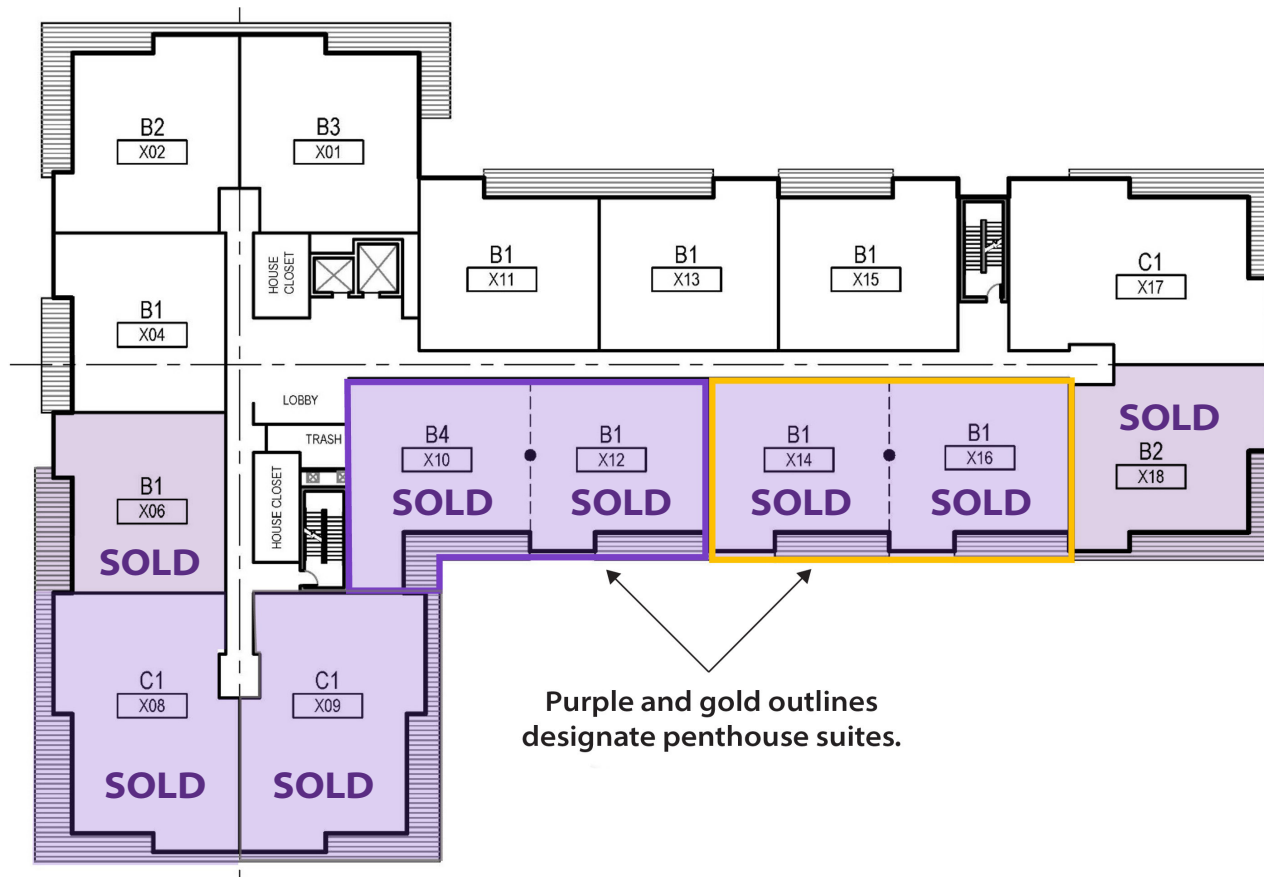 B2
X02
B3
X01
B1
X11
B1
X13
B1
X15
C1
X17
HOUSE
CLOSET
B1
X04
LOBBY
TRASH
HOUSE CLOSET
B4
X10
SOLD
B1
X12
SOLD
B1
X14
SOLD
B1
X16
SOLD
SOLD
B2
X18
B1
X06
SOLD
C1
X08
SOLD
C1
X09
SOLD
Purple and gold outlines
designate penthouse suites.